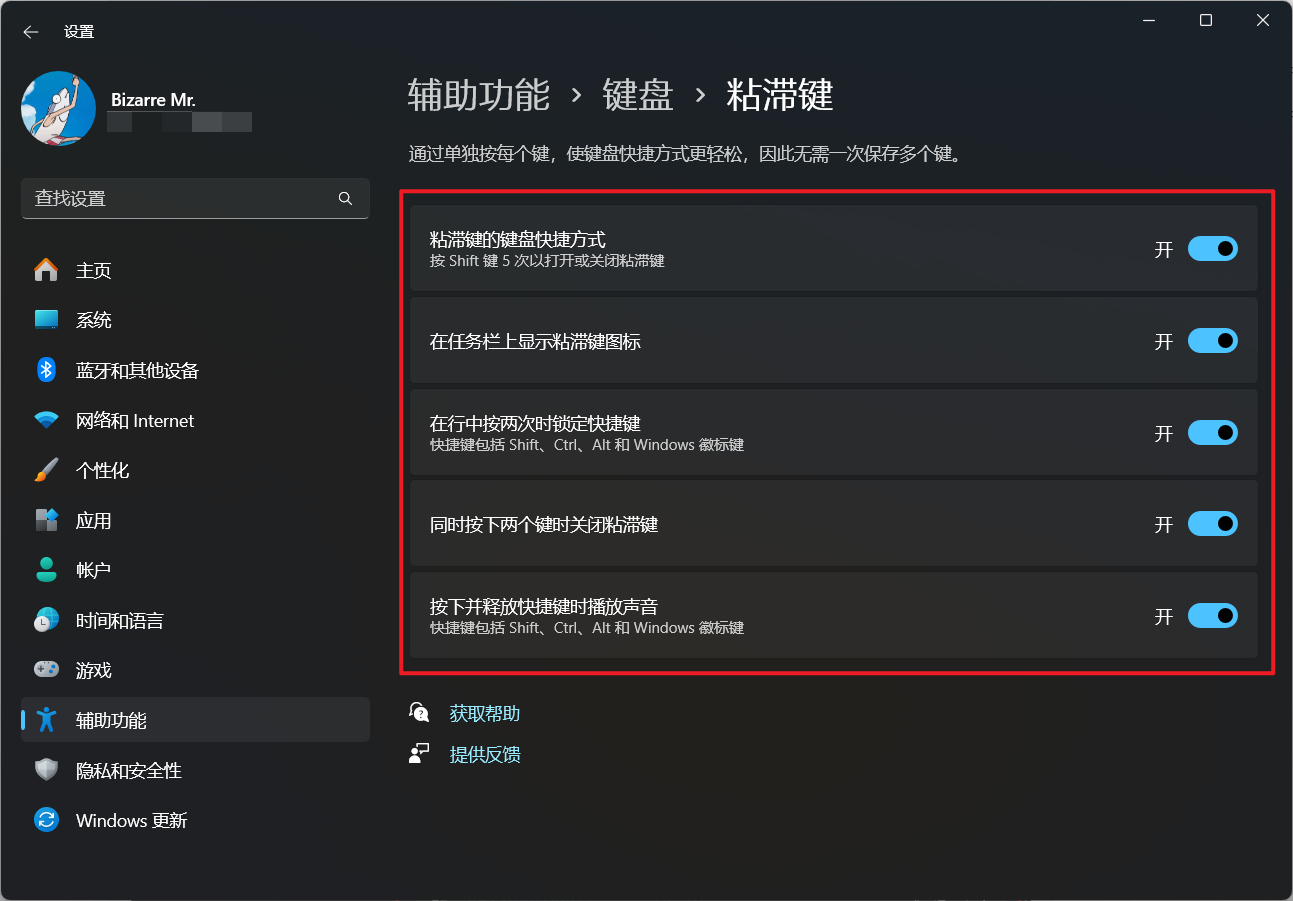 设置
Bizarre Mr.
查找设置
主页
系统
蓝牙和其他设备
网络和 Internet
个性化
应用
帐户
时间和语言
游戏
辅助功能
隐私和安全性
Windows 更新
辅助功能 › 键盘 › 粘滞键
通过单独按每个键，使键盘快捷方式更轻松，因此无需一次保存多个键。
粘滞键的键盘快捷方式
按 Shift 键 5 次以打开或关闭粘滞键
开
在任务栏上显示粘滞键图标
开
在行中按两次时锁定快捷键
快捷键包括 Shift、Ctrl、Alt 和 Windows 徽标键
开
同时按下两个键时关闭粘滞键
开
按下并释放快捷键时播放声音
快捷键包括 Shift、Ctrl、Alt 和 Windows 徽标键
开
获取帮助
提供反馈